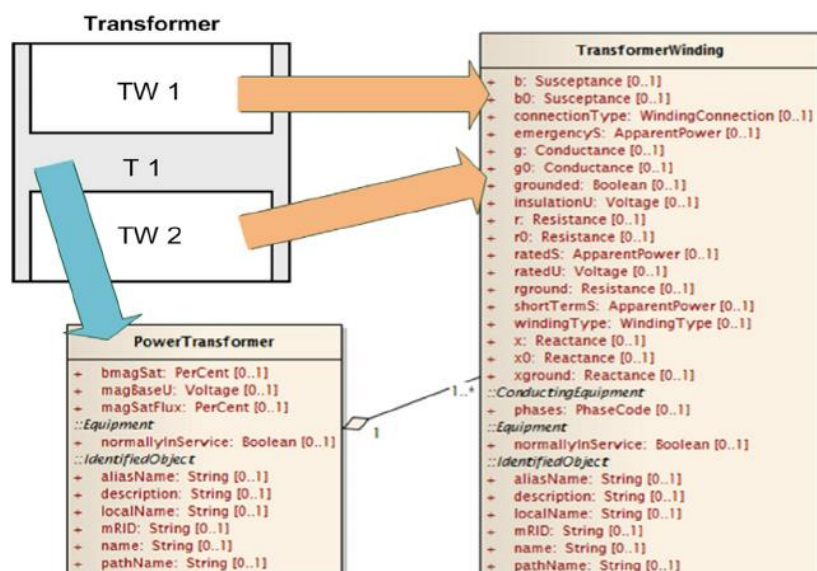 Transformer
TW 1
T 1
TW 2
TransformerWinding
+ b: Susceptance [0..1]
+ b0: Susceptance [0..1]
+ connectionType: WindingConnection [0..1]
+ emergencyS: ApparentPower [0..1]
+ g: Conductance [0..1]
+ g0: Conductance [0..1]
+ grounded: Boolean [0..1]
+ insulationU: Voltage [0..1]
+ r: Resistance [0..1]
+ r0: Resistance [0..1]
+ ratedS: ApparentPower [0..1]
+ ratedU: Voltage [0..1]
+ rground: Resistance [0..1]
+ shortTermS: ApparentPower [0..1]
+ windingType: WindingType [0..1]
+ x: Reactance [0..1]
+ x0: Reactance [0..1]
+ xground: Reactance [0..1]
::ConductingEquipment
+ phases: PhaseCode [0..1]
::Equipment
+ normallyInService: Boolean [0..1]
::IdentifiedObject
+ aliasName: String [0..1]
+ description: String [0..1]
+ localName: String [0..1]
+ mRID: String [0..1]
+ name: String [0..1]
+ pathName: String [0..1]
PowerTransformer
+ bmagSat: PerCent [0..1]
+ magBaseU: Voltage [0..1]
+ magSatFlux: PerCent [0..1]
::Equipment
+ normallyInService: Boolean [0..1]
::IdentifiedObject
+ aliasName: String [0..1]
+ description: String [0..1]
+ localName: String [0..1]
+ mRID: String [0..1]
+ name: String [0..1]
+ pathName: String [0..1]
1
1..*